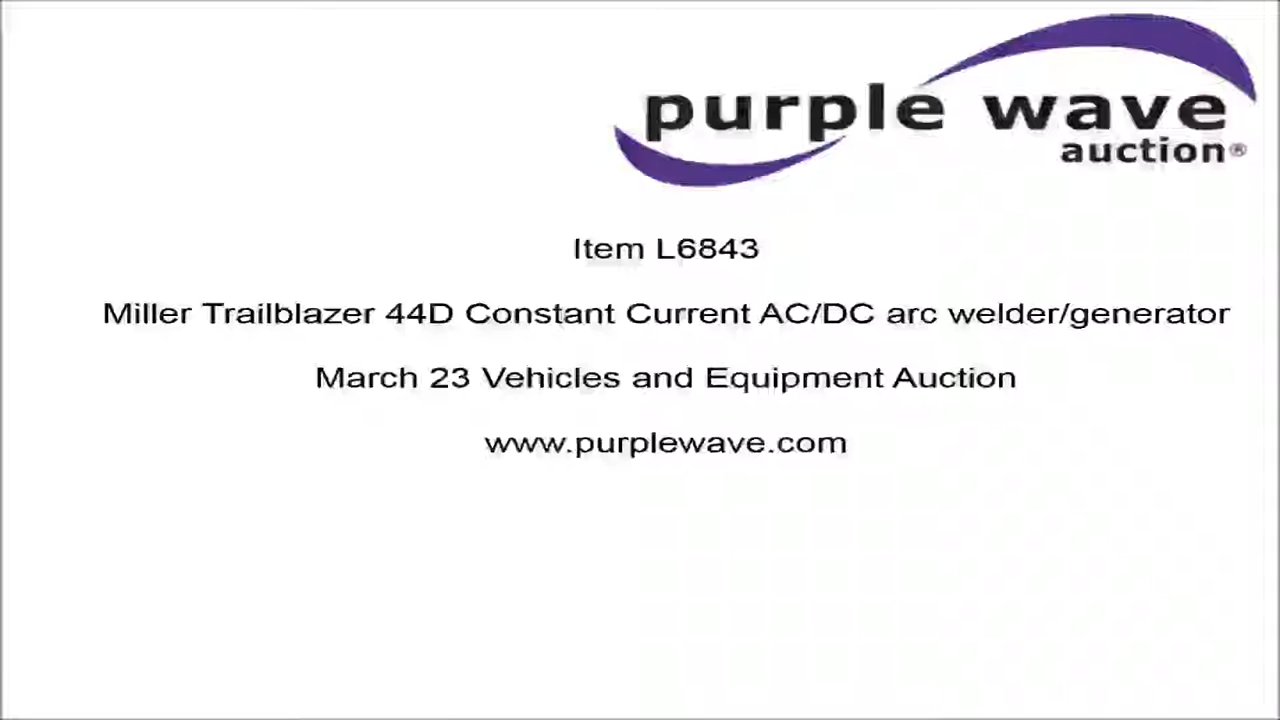 purple wave
auction®
Item L6843
Miller Trailblazer 44D Constant Current AC/DC arc welder/generator
March 23 Vehicles and Equipment Auction
www.purplewave.com